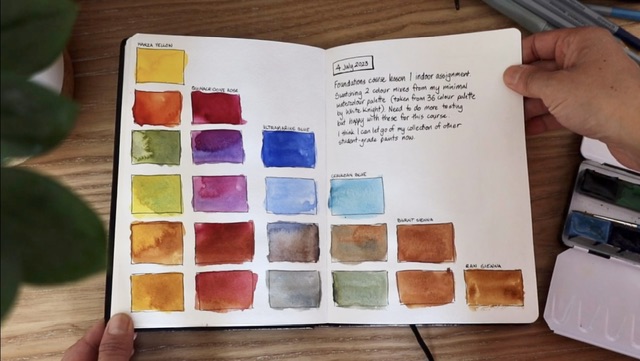 HANSA YELLOW
QUINACRIDONE ROSE
ULTRAMARINE BLUE
CERULEAN BLUE
BURNT SIENNA
RAW SIENNA
4 July 2023
Foundations course lesson 1 indoor assignment
Swatching 2 colour mixes from my minimal
watercolour palette (taken from 36 colour palette
by White Knight). Need to do more testing
but happy with these for this course.
I think I can let go of my collection of other
student-grade paints now.